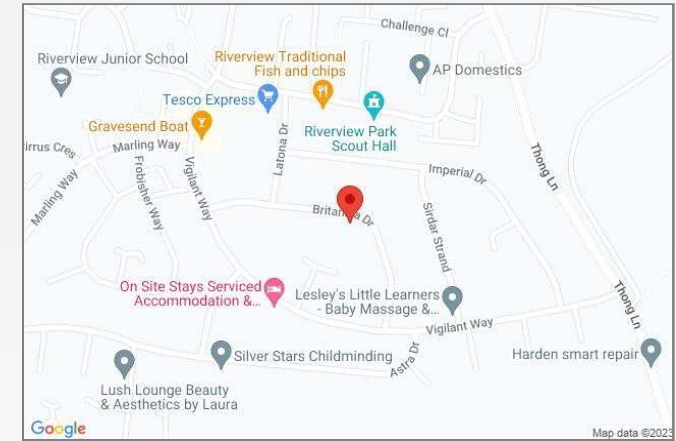 Challenge Cl
Riverview Junior School
Riverview Traditional
Fish and chips
AP Domestics
Tesco Express
Gravesend Boat
Riverview Park
Scout Hall
irrus Cres
Marling Way
Marling Way
Frobisher Way
Vigilant Way
Latona Dr
Imperial Dr
Thong Ln
Sirdar Strand
Dr
On Site Stays Serviced
Accommodation &...
Lesley's Little Learners
- Baby Massage &...
Vigilant Way
Thong Ln
Astra Dr
Silver Stars Childminding
Harden smart repair
Lush Lounge Beauty
& Aesthetics by Laura
Google
Map data ©2023